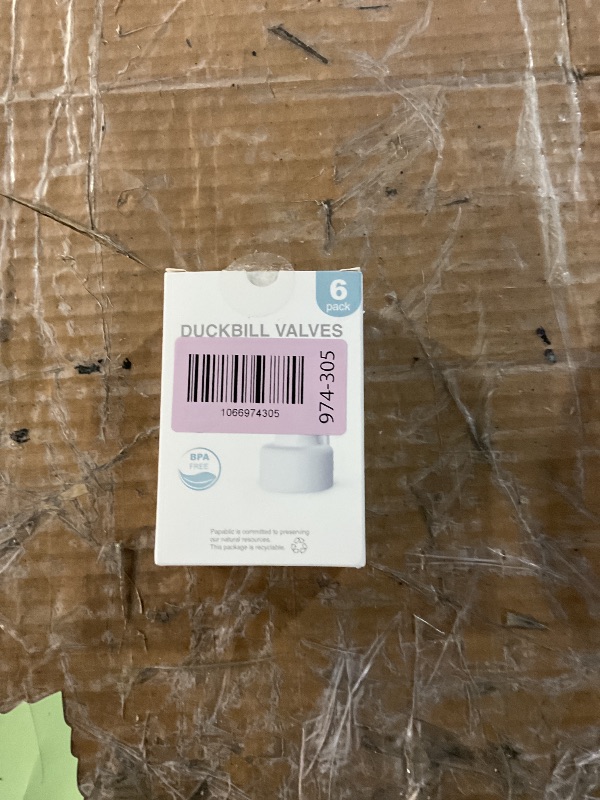 6
pack
DUCKBILL VALVES
1066974305
974-305
BPA
FREE
Papablic is committed to preserving
our natural resources.
This package is recyclable.